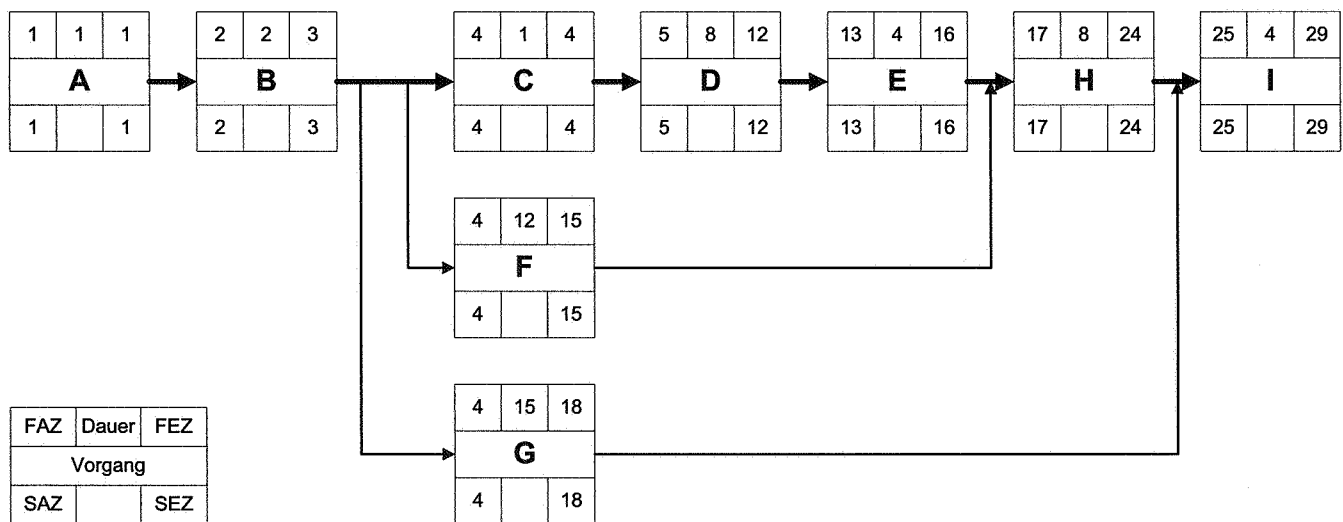 1 1 1 2 2 3 4 1 4 5 8 12 13 4 16 17 8 24 25 4 29
A B C D E H I
1 1 2 3 4 4 5 12 13 16 17 24 25 29
4 12 15
F
4 15
4 15 18
FAZ Dauer FEZ
G
Vorgang
4 18
SAZ SEZ